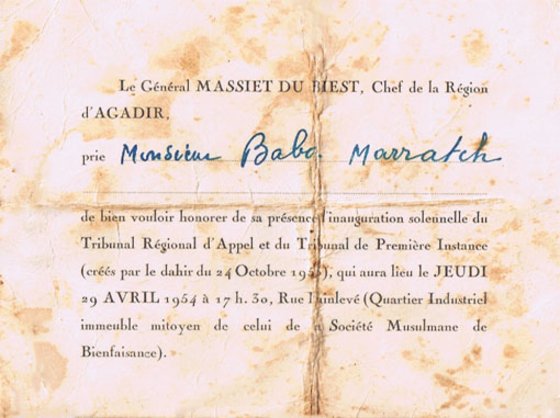 Le Général MASSIET DU BIEST, Chef de la Région
d'AGADIR,
prie Monsieur Babo. Marratch
de bien vouloir honorer de sa présence l'inauguration solennelle du
Tribunal Régional d'Appel et du Tribunal de Première Instance
(créés par le dahir du 24 Octobre 1953), qui aura lieu le JEUDI
29 AVRIL 1954 à 17 h. 30, Rue Painlevé (Quartier Industriel
immeuble mitoyen de celui de la Société Musulmane de
Bienfaisance).